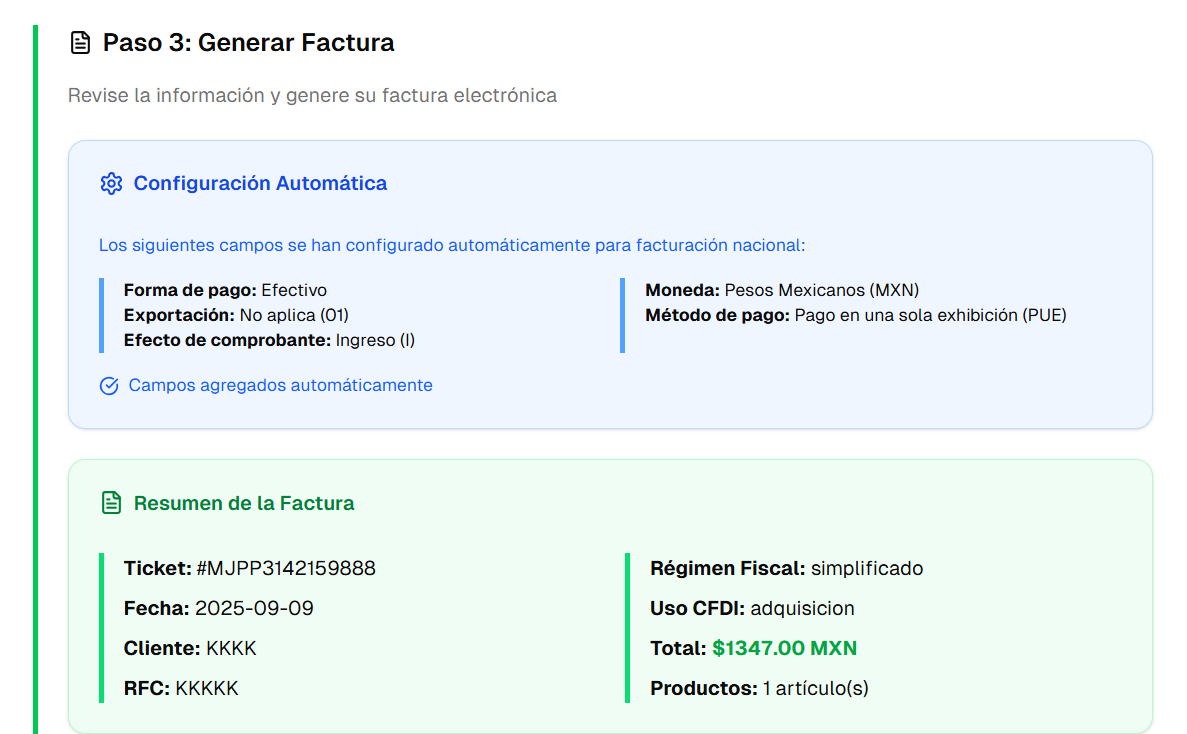 Paso 3: Generar Factura
Revise la información y genere su factura electrónica
Configuración Automática
Los siguientes campos se han configurado automáticamente para facturación nacional:
Forma de pago: Efectivo
Exportación: No aplica (01)
Efecto de comprobante: Ingreso (I)
Moneda: Pesos Mexicanos (MXN)
Método de pago: Pago en una sola exhibición (PUE)
Campos agregados automáticamente
Resumen de la Factura
Ticket: #MJPP3142159888
Fecha: 2025-09-09
Cliente: KKKK
RFC: KKKKK
Régimen Fiscal: simplificado
Uso CFDI: adquisicion
Total: $1347.00 MXN
Productos: 1 artículo(s)